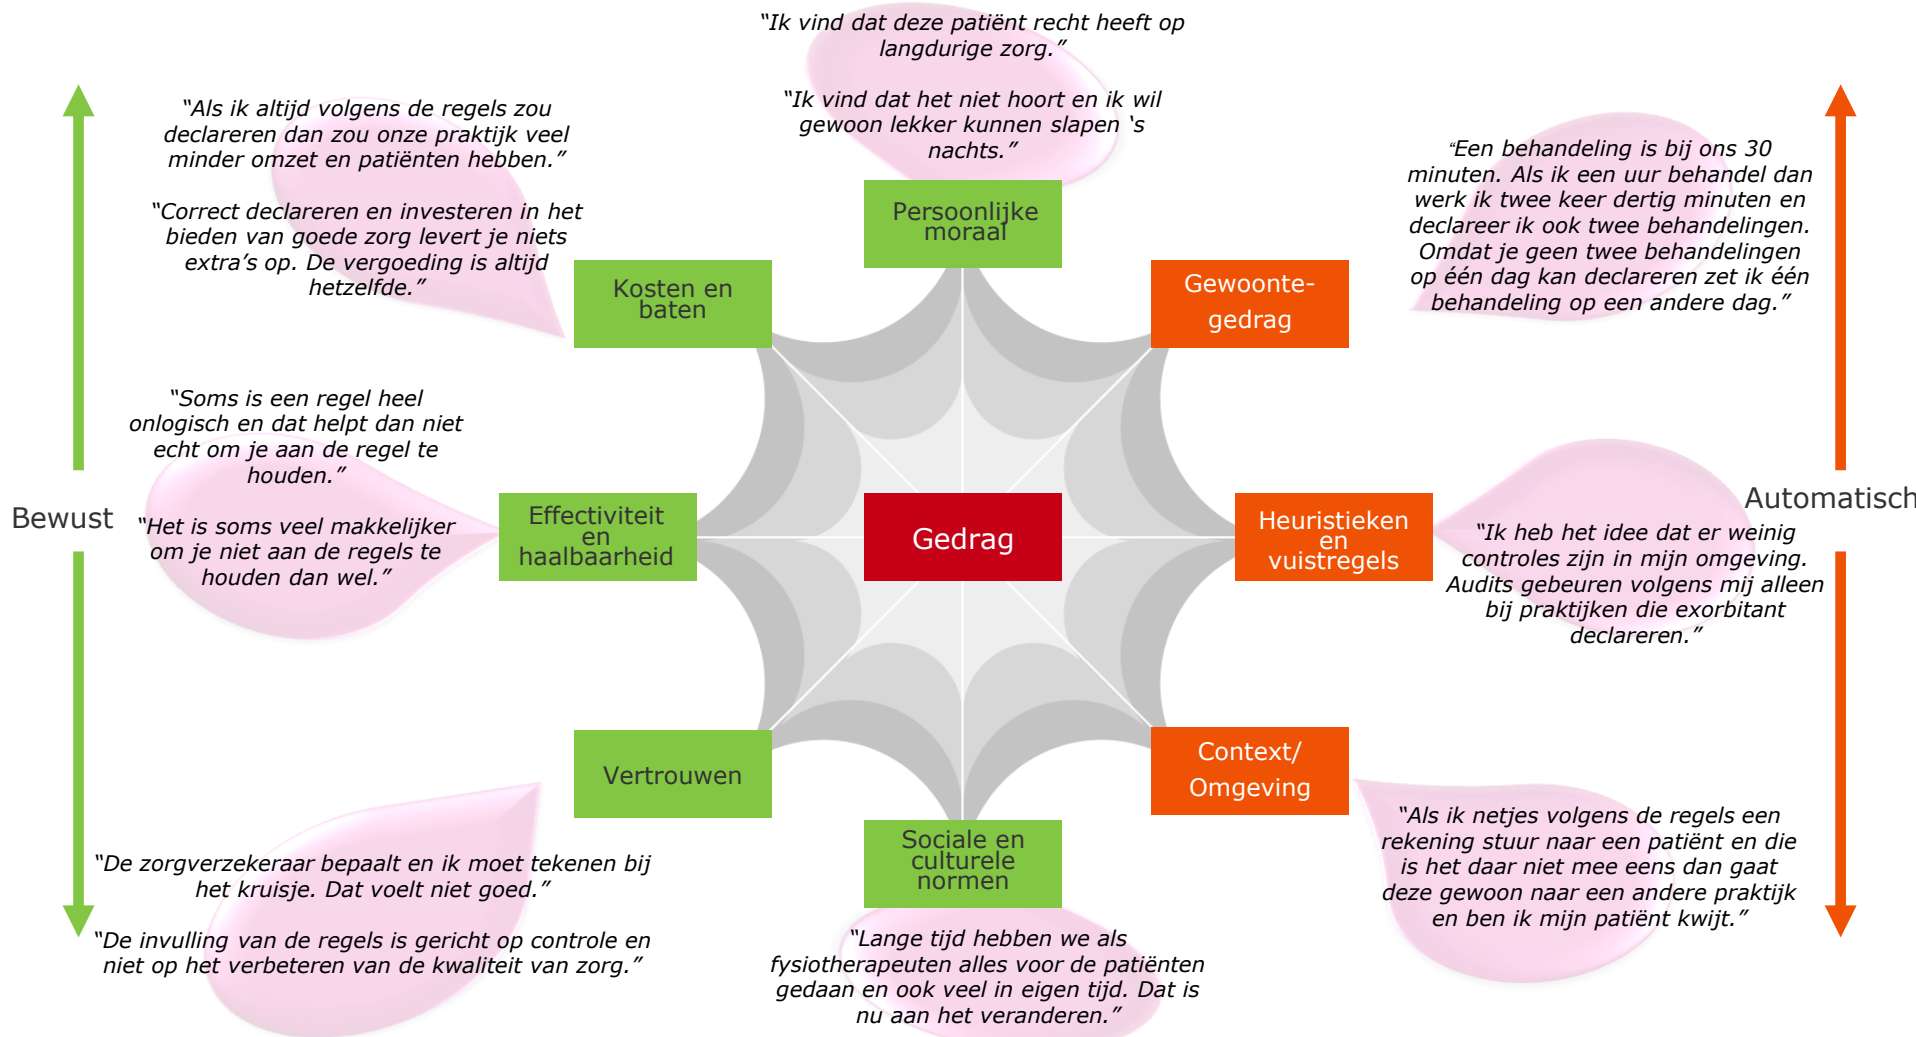 “Ik vind dat deze patiënt recht heeft op
langdurige zorg.”
“Ik vind dat het niet hoort en ik wil
gewoon lekker kunnen slapen ‘s
nachts.”
“Als ik altijd volgens de regels zou
declareren dan zou onze praktijk veel
minder omzet en patiënten hebben.”
“Correct declareren en investeren in het
bieden van goede zorg levert je niets
extra’s op. De vergoeding is altijd
hetzelfde.”
“Een behandeling is bij ons 30
minuten. Als ik een uur behandel dan
werk ik twee keer dertig minuten en
declareer ik ook twee behandelingen.
Omdat je geen twee behandelingen
op één dag kan declareren zet ik één
behandeling op een andere dag.”
Persoonlijke
moraal
Kosten en
baten
Gewoonte-
gedrag
“Soms is een regel heel
onlogisch en dat helpt dan niet
echt om je aan de regel te
houden.”
“Het is soms veel makkelijker
om je niet aan de regels te
houden dan wel.”
Bewust
Effectiviteit
en
haalbaarheid
Gedrag
Heuristieken
en
vuistregels
Automatisch
“Ik heb het idee dat er weinig
controles zijn in mijn omgeving.
Audits gebeuren volgens mij alleen
bij praktijken die exorbitant
declareren.”
Vertrouwen
Context/
Omgeving
Sociale en
culturele
normen
“De zorgverzekeraar bepaalt en ik moet tekenen bij
het kruisje. Dat voelt niet goed.”
“De invulling van de regels is gericht op controle en
niet op het verbeteren van de kwaliteit van zorg.”
“Lange tijd hebben we als
fysiotherapeuten alles voor de patiënten
gedaan en ook veel in eigen tijd. Dat is
nu aan het veranderen.”
“Als ik netjes volgens de regels een
rekening stuur naar een patiënt en die
is het daar niet mee eens dan gaat
deze gewoon naar een andere praktijk
en ben ik mijn patiënt kwijt.”